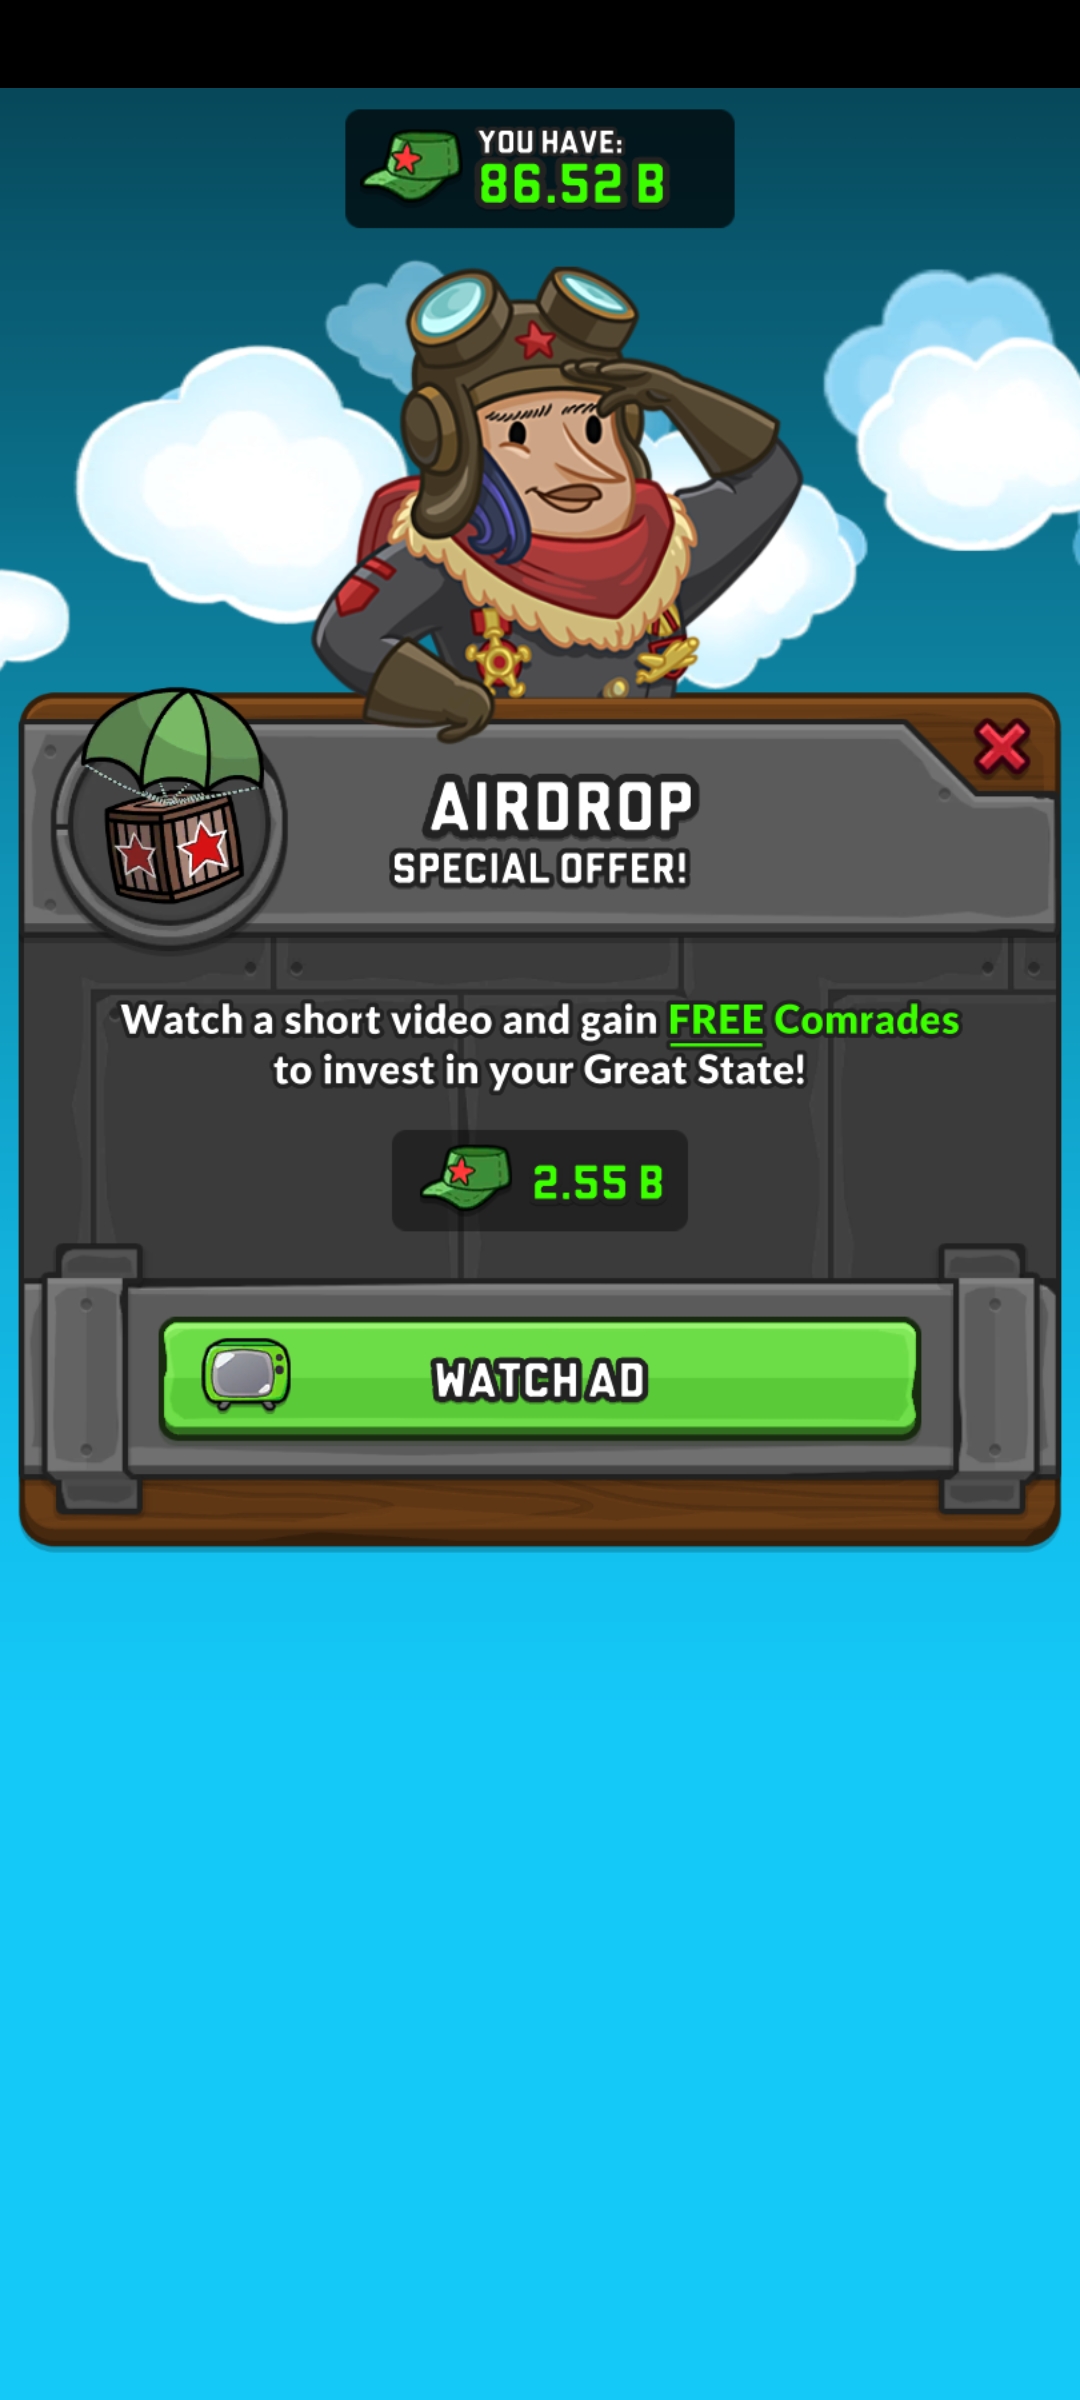 YOU HAVE:
86.52 B
AIRDROP
SPECIAL OFFER!
Watch a short video and gain FREE Comrades
to invest in your Great State!
2.55 B
WATCH AD